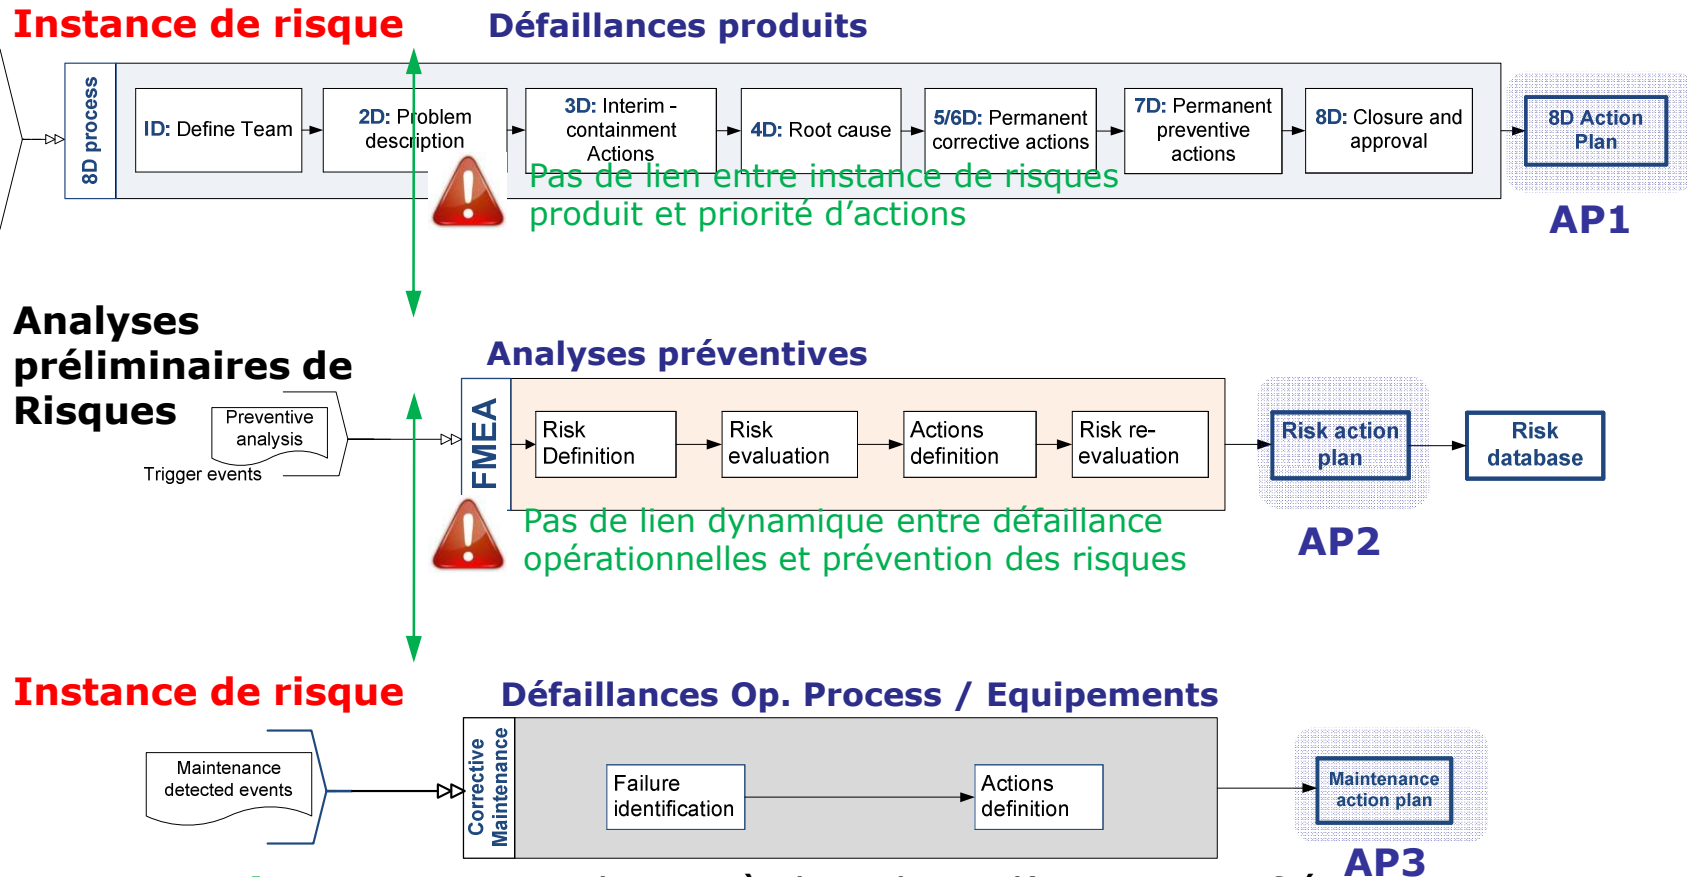 Instance de risque
Défaillances produits
8D process
1D: Define Team
2D: Problem
description
3D: Interim -
containment
Actions
4D: Root cause
5/6D: Permanent
corrective actions
7D: Permanent
preventive
actions
8D: Closure and
approval
8D Action
Plan
AP1
Pas de lien entre instance de risques
produit et priorité d’actions
Analyses
préliminaires de
Risques
Analyses préventives
Preventive
analysis
Trigger events
FMEA
Risk
Definition
Risk
evaluation
Actions
definition
Risk re-
evaluation
Risk action
plan
Risk
database
AP2
Pas de lien dynamique entre défaillance
opérationnelles et prévention des risques
Instance de risque
Défaillances Op. Process / Equipements
Maintenance
detected events
Corrective
Maintenance
Failure
identification
Actions
definition
Maintenance
action plan
AP3